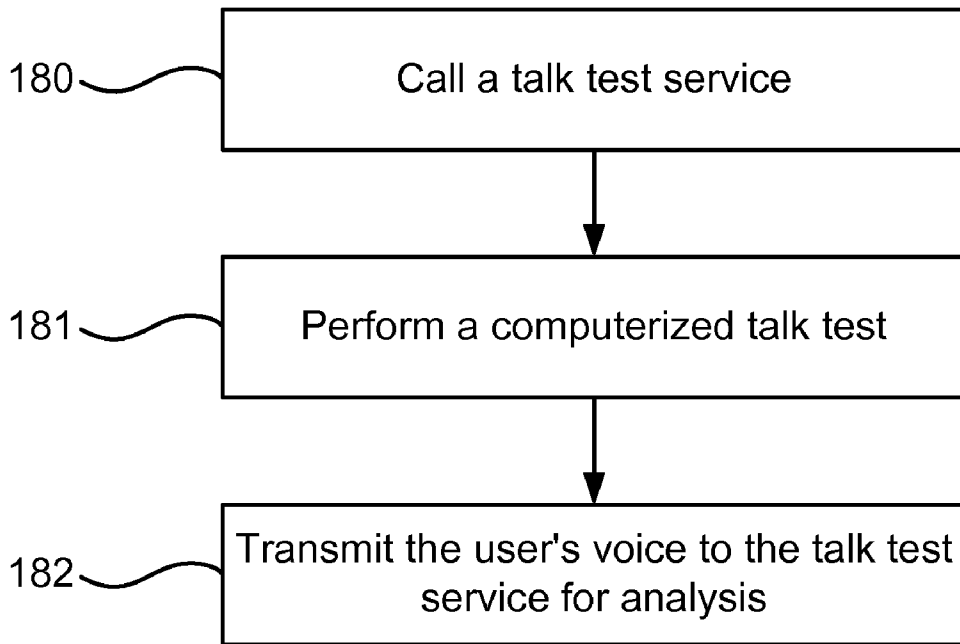 180
Call a talk test service
181
Perform a computerized talk test
182
Transmit the user's voice to the talk test
service for analysis